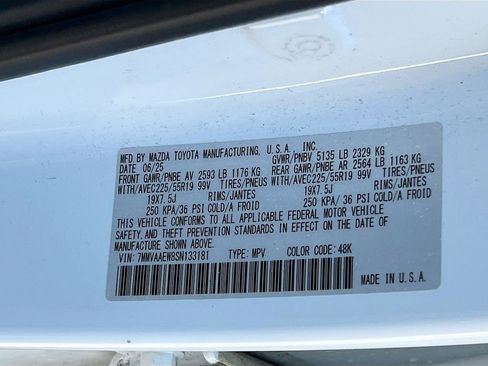 MFD. BY MAZDA TOYOTA MANUFACTURING, U.S.A., INC.
DATE 06/25 GVWR/PNBV 5135 LB 2329 KG
FRONT GAWR/PNBE AV 2593 LB 1176 KG REAR GAWR/PNBE AR 2564 LB 1163 KG
WITH/AVEC225/55R19 99V TIRES/PNEUS WITH/AVEC225/55R19 99V TIRES/PNEUS
19X7.5J RIMS/JANTES 19X7.5J RIMS/JANTES
250 KPA/36 PSI COLD/A FROID 250 KPA/36 PSI COLD/A FROID
THIS VEHICLE CONFORMS TO ALL APPLICABLE FEDERAL MOTOR VEHICLE
SAFETY, AND THEFT PREVENTION STANDARDS IN EFFECT ON THE DATE OF
MANUFACTURE SHOWN ABOVE.
VIN: 7MMVAAEW8SN133181 TYPE: MPV COLOR CODE: 48K
MADE IN U.S.A.